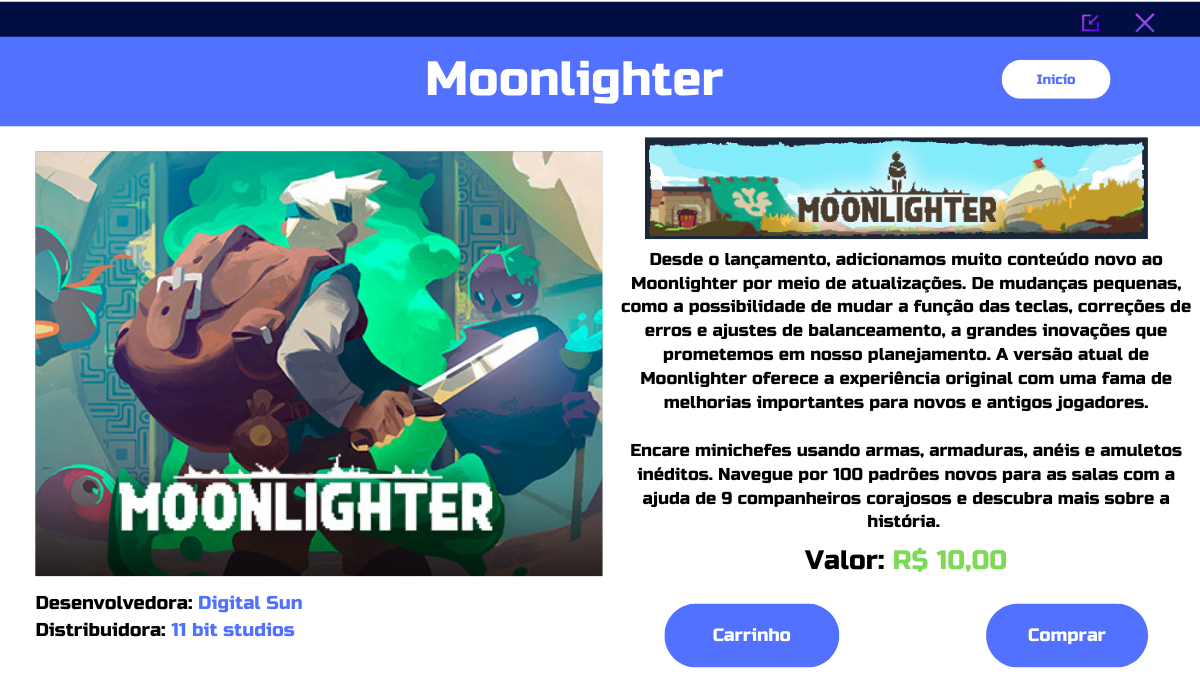 Moonlighter
Inicío
MOONLIGHTER
MOONLIGHTER
Desde o lançamento, adicionamos muito conteúdo novo ao
Moonlighter por meio de atualizações. De mudanças pequenas,
como a possibilidade de mudar a função das teclas, correções de
erros e ajustes de balanceamento, a grandes inovações que
prometemos em nosso planejamento. A versão atual de
Moonlighter oferece a experiência original com uma fama de
melhorias importantes para novos e antigos jogadores.
Encare minichefes usando armas, armaduras, anéis e amuletos
inéditos. Navegue por 100 padrões novos para as salas com a
ajuda de 9 companheiros corajosos e descubra mais sobre a
história.
Valor: R$ 10,00
Desenvolvedora: Digital Sun
Distribuidora: 11 bit studios
Carrinho
Comprar